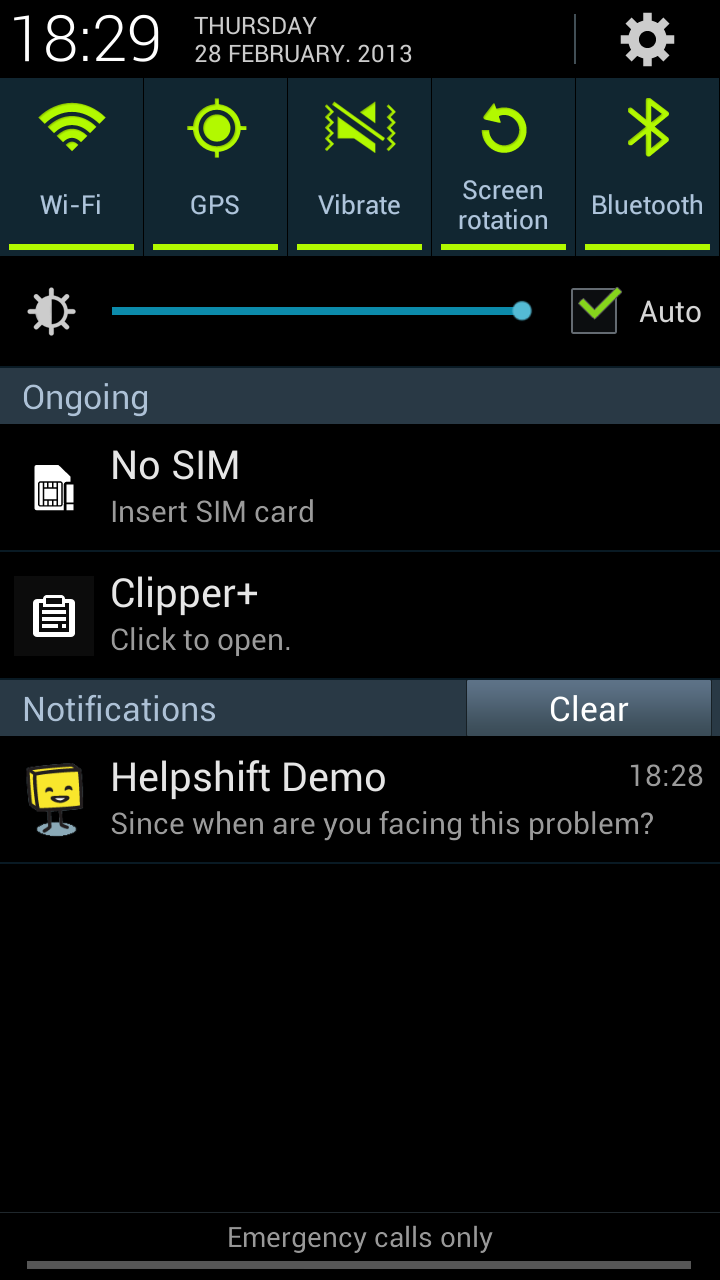 18:29
THURSDAY
28 FEBRUARY. 2013
Wi-Fi
GPS
Vibrate
Screen
rotation
Bluetooth
Auto
Ongoing
No SIM
Insert SIM card
Clipper+
Click to open.
Notifications
Clear
Helpshift Demo
18:28
Since when are you facing this problem?
Emergency calls only